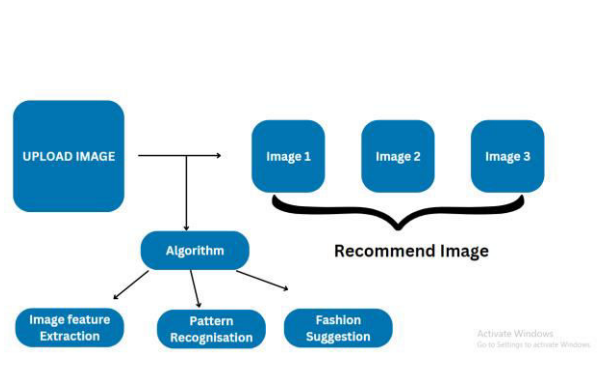 UPLOAD IMAGE
Image 1
Image 2
Image 3
Recommend Image
Algorithm
Image feature
Extraction
Pattern
Recognisation
Fashion
Suggestion
Activate Windows
Go to Settings to activate Windows.